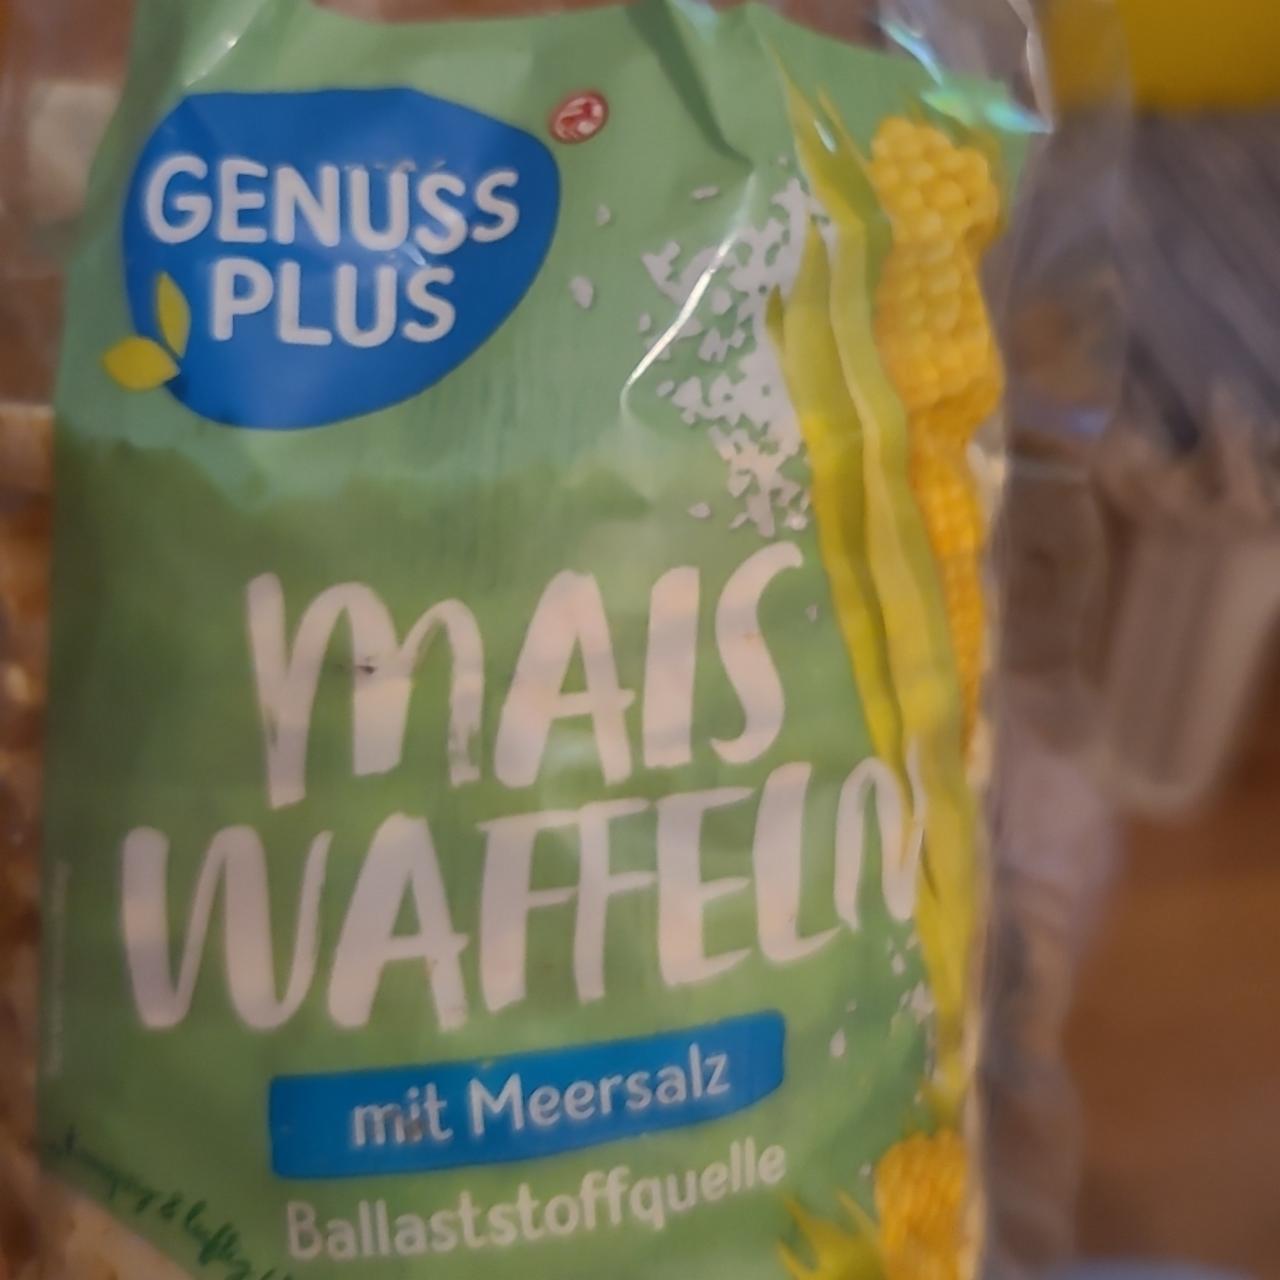 GENUSS
PLUS
MAIS
WAFFELN
mit Meersalz
Ballaststoffquelle